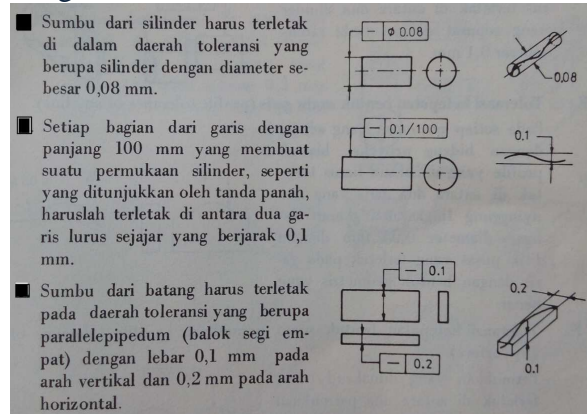 Sumbu dari silinder harus terletak
di dalam daerah toleransi yang
berupa silinder dengan diameter se-
besar 0,08 mm.
— ⌀ 0.08
0,08
Setiap bagian dari garis dengan
panjang 100 mm yang membuat
suatu permukaan silinder, seperti
yang ditunjukkan oleh tanda panah,
haruslah terletak di antara dua ga-
ris lurus sejajar yang berjarak 0,1
mm.
— 0.1/100
0.1
Sumbu dari batang harus terletak
pada daerah toleransi yang berupa
parallelepipedum (balok segi em-
pat) dengan lebar 0,1 mm pada
arah vertikal dan 0,2 mm pada arah
horizontal.
— 0.1
— 0.2
0.2
0.1